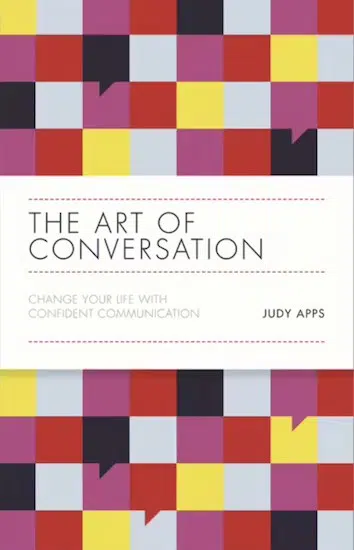 THE ART OF
CONVERSATION
CHANGE YOUR LIFE WITH
CONFIDENT COMMUNICATION
JUDY APPS